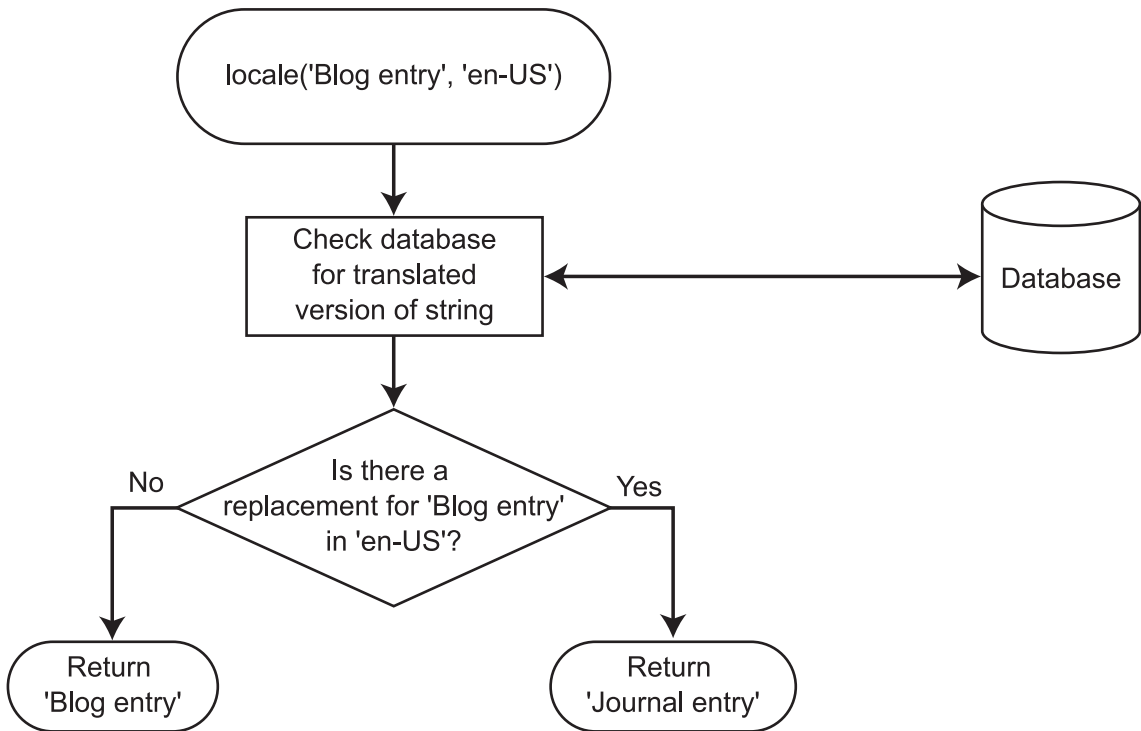 locale('Blog entry', 'en-US')
Check database
for translated
version of string
Database
Is there a
replacement for 'Blog entry'
in 'en-US'?
No
Yes
Return
'Blog entry'
Return
'Journal entry'